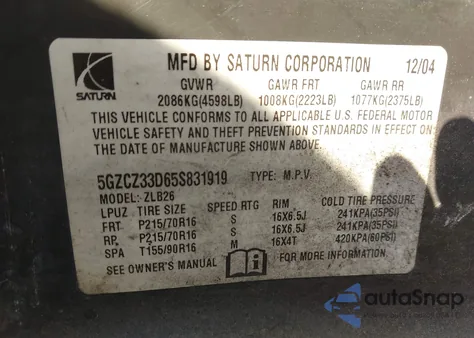 MFD BY SATURN CORPORATION 12/04
SATURN
GVWR GAWR FRT GAWR RR
2086KG(4598LB) 1008KG(2223LB) 1077KG(2375LB)
THIS VEHICLE CONFORMS TO ALL APPLICABLE U.S. FEDERAL MOTOR
VEHICLE SAFETY AND THEFT PREVENTION STANDARDS IN EFFECT ON
THE DATE OF MANUFACTURE SHOWN ABOVE.
5GZCZ33D65S831919 TYPE: M.P.V.
MODEL: ZLB26
LPUZ TIRE SIZE SPEED RTG RIM COLD TIRE PRESSURE
FRT P215/70R16 S 16X6.5J 241KPA(35PSI)
RR P215/70R16 S 16X6.5J 241KPA(35PSI)
SPA T155/90R16 M 16X4T 420KPA(60PSI)
SEE OWNER'S MANUAL FOR MORE INFORMATION
autoSnap